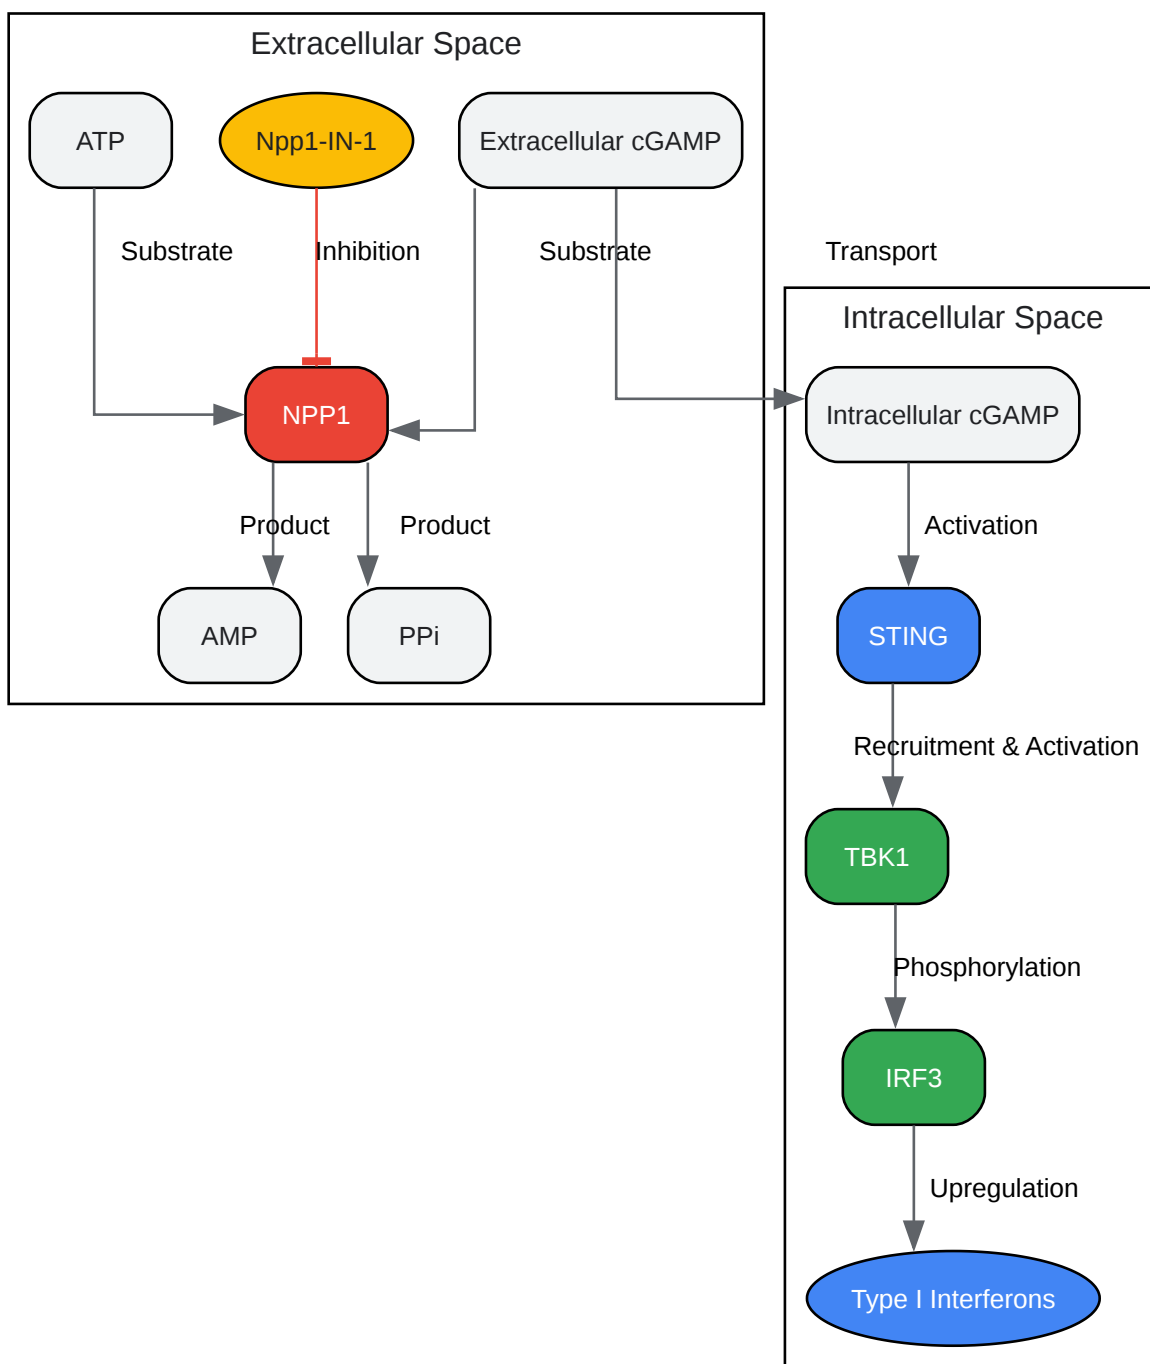 Extracellular Space
ATP
Npp1-IN-1
Extracellular cGAMP
Substrate
Inhibition
Substrate
Transport
Intracellular Space
NPP1
Intracellular cGAMP
Product
Product
Activation
AMP
PPi
STING
Recruitment & Activation
TBK1
Phosphorylation
IRF3
Upregulation
Type I Interferons